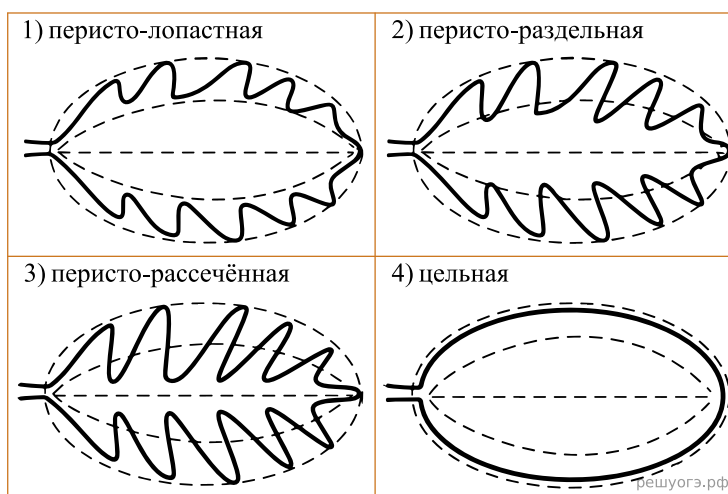 1) перисто-лопастная
2) перисто-раздельная
3) перисто-рассечённая
4) цельная
решуогэ.рф